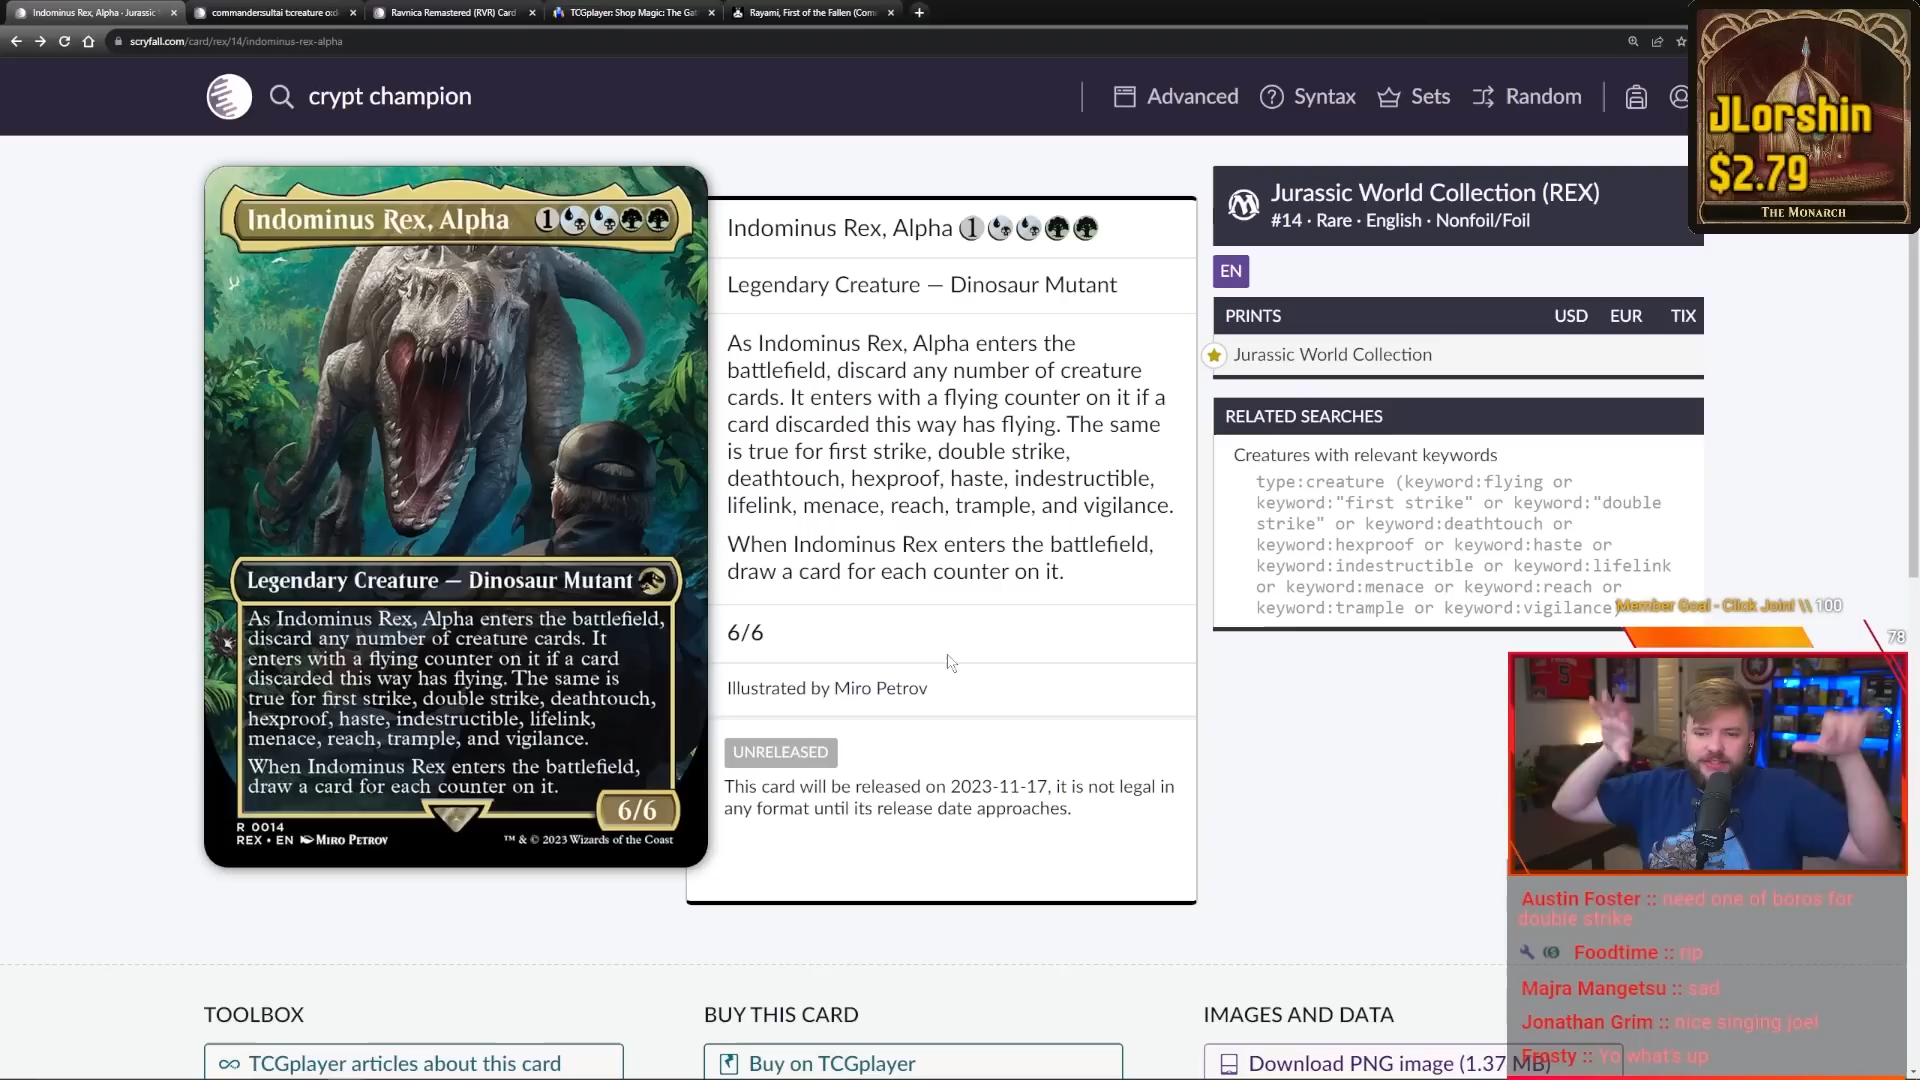 Indominus Rex, Alpha · Jurassic
commander:sultai t:creature o:d
Ravnica Remastered (RVR) Card
TCGplayer: Shop Magic: The Gat
Rayami, First of the Fallen (Com
scryfall.com/card/rex/14/indominus-rex-alpha
crypt champion
Advanced
Syntax
Sets
Random
JLorshin
$2.79
THE MONARCH
Indominus Rex, Alpha 1
Legendary Creature — Dinosaur Mutant
As Indominus Rex, Alpha enters the battlefield,
discard any number of creature cards. It
enters with a flying counter on it if a card
discarded this way has flying. The same is
true for first strike, double strike, deathtouch,
hexproof, haste, indestructible, lifelink,
menace, reach, trample, and vigilance.
When Indominus Rex enters the battlefield,
draw a card for each counter on it.
6/6
R 0014
REX • EN MIRO PETROV
™ & © 2023 Wizards of the Coast
Indominus Rex, Alpha 1
Legendary Creature — Dinosaur Mutant
As Indominus Rex, Alpha enters the
battlefield, discard any number of creature
cards. It enters with a flying counter on it if a
card discarded this way has flying. The same
is true for first strike, double strike,
deathtouch, hexproof, haste, indestructible,
lifelink, menace, reach, trample, and vigilance.
When Indominus Rex enters the battlefield,
draw a card for each counter on it.
6/6
Illustrated by Miro Petrov
UNRELEASED
This card will be released on 2023-11-17, it is not legal in
any format until its release date approaches.
Jurassic World Collection (REX)
#14 · Rare · English · Nonfoil/Foil
EN
PRINTS USD EUR TIX
Jurassic World Collection
RELATED SEARCHES
Creatures with relevant keywords
type:creature (keyword:flying or
keyword:"first strike" or keyword:"double
strike" or keyword:deathtouch or
keyword:hexproof or keyword:haste or
keyword:indestructible or keyword:lifelink
or keyword:menace or keyword:reach or
keyword:trample or keyword:vigilance)
Member Goal - Click Join! \\ 100
78
Austin Foster :: need one of boros for
double strike
Foodtime :: rip
Majra Mangetsu :: sad
Jonathan Grim :: nice singing joel
Frosty :: Yo what's up
TOOLBOX
TCGplayer articles about this card
BUY THIS CARD
Buy on TCGplayer
IMAGES AND DATA
Download PNG image (1.37 MB)